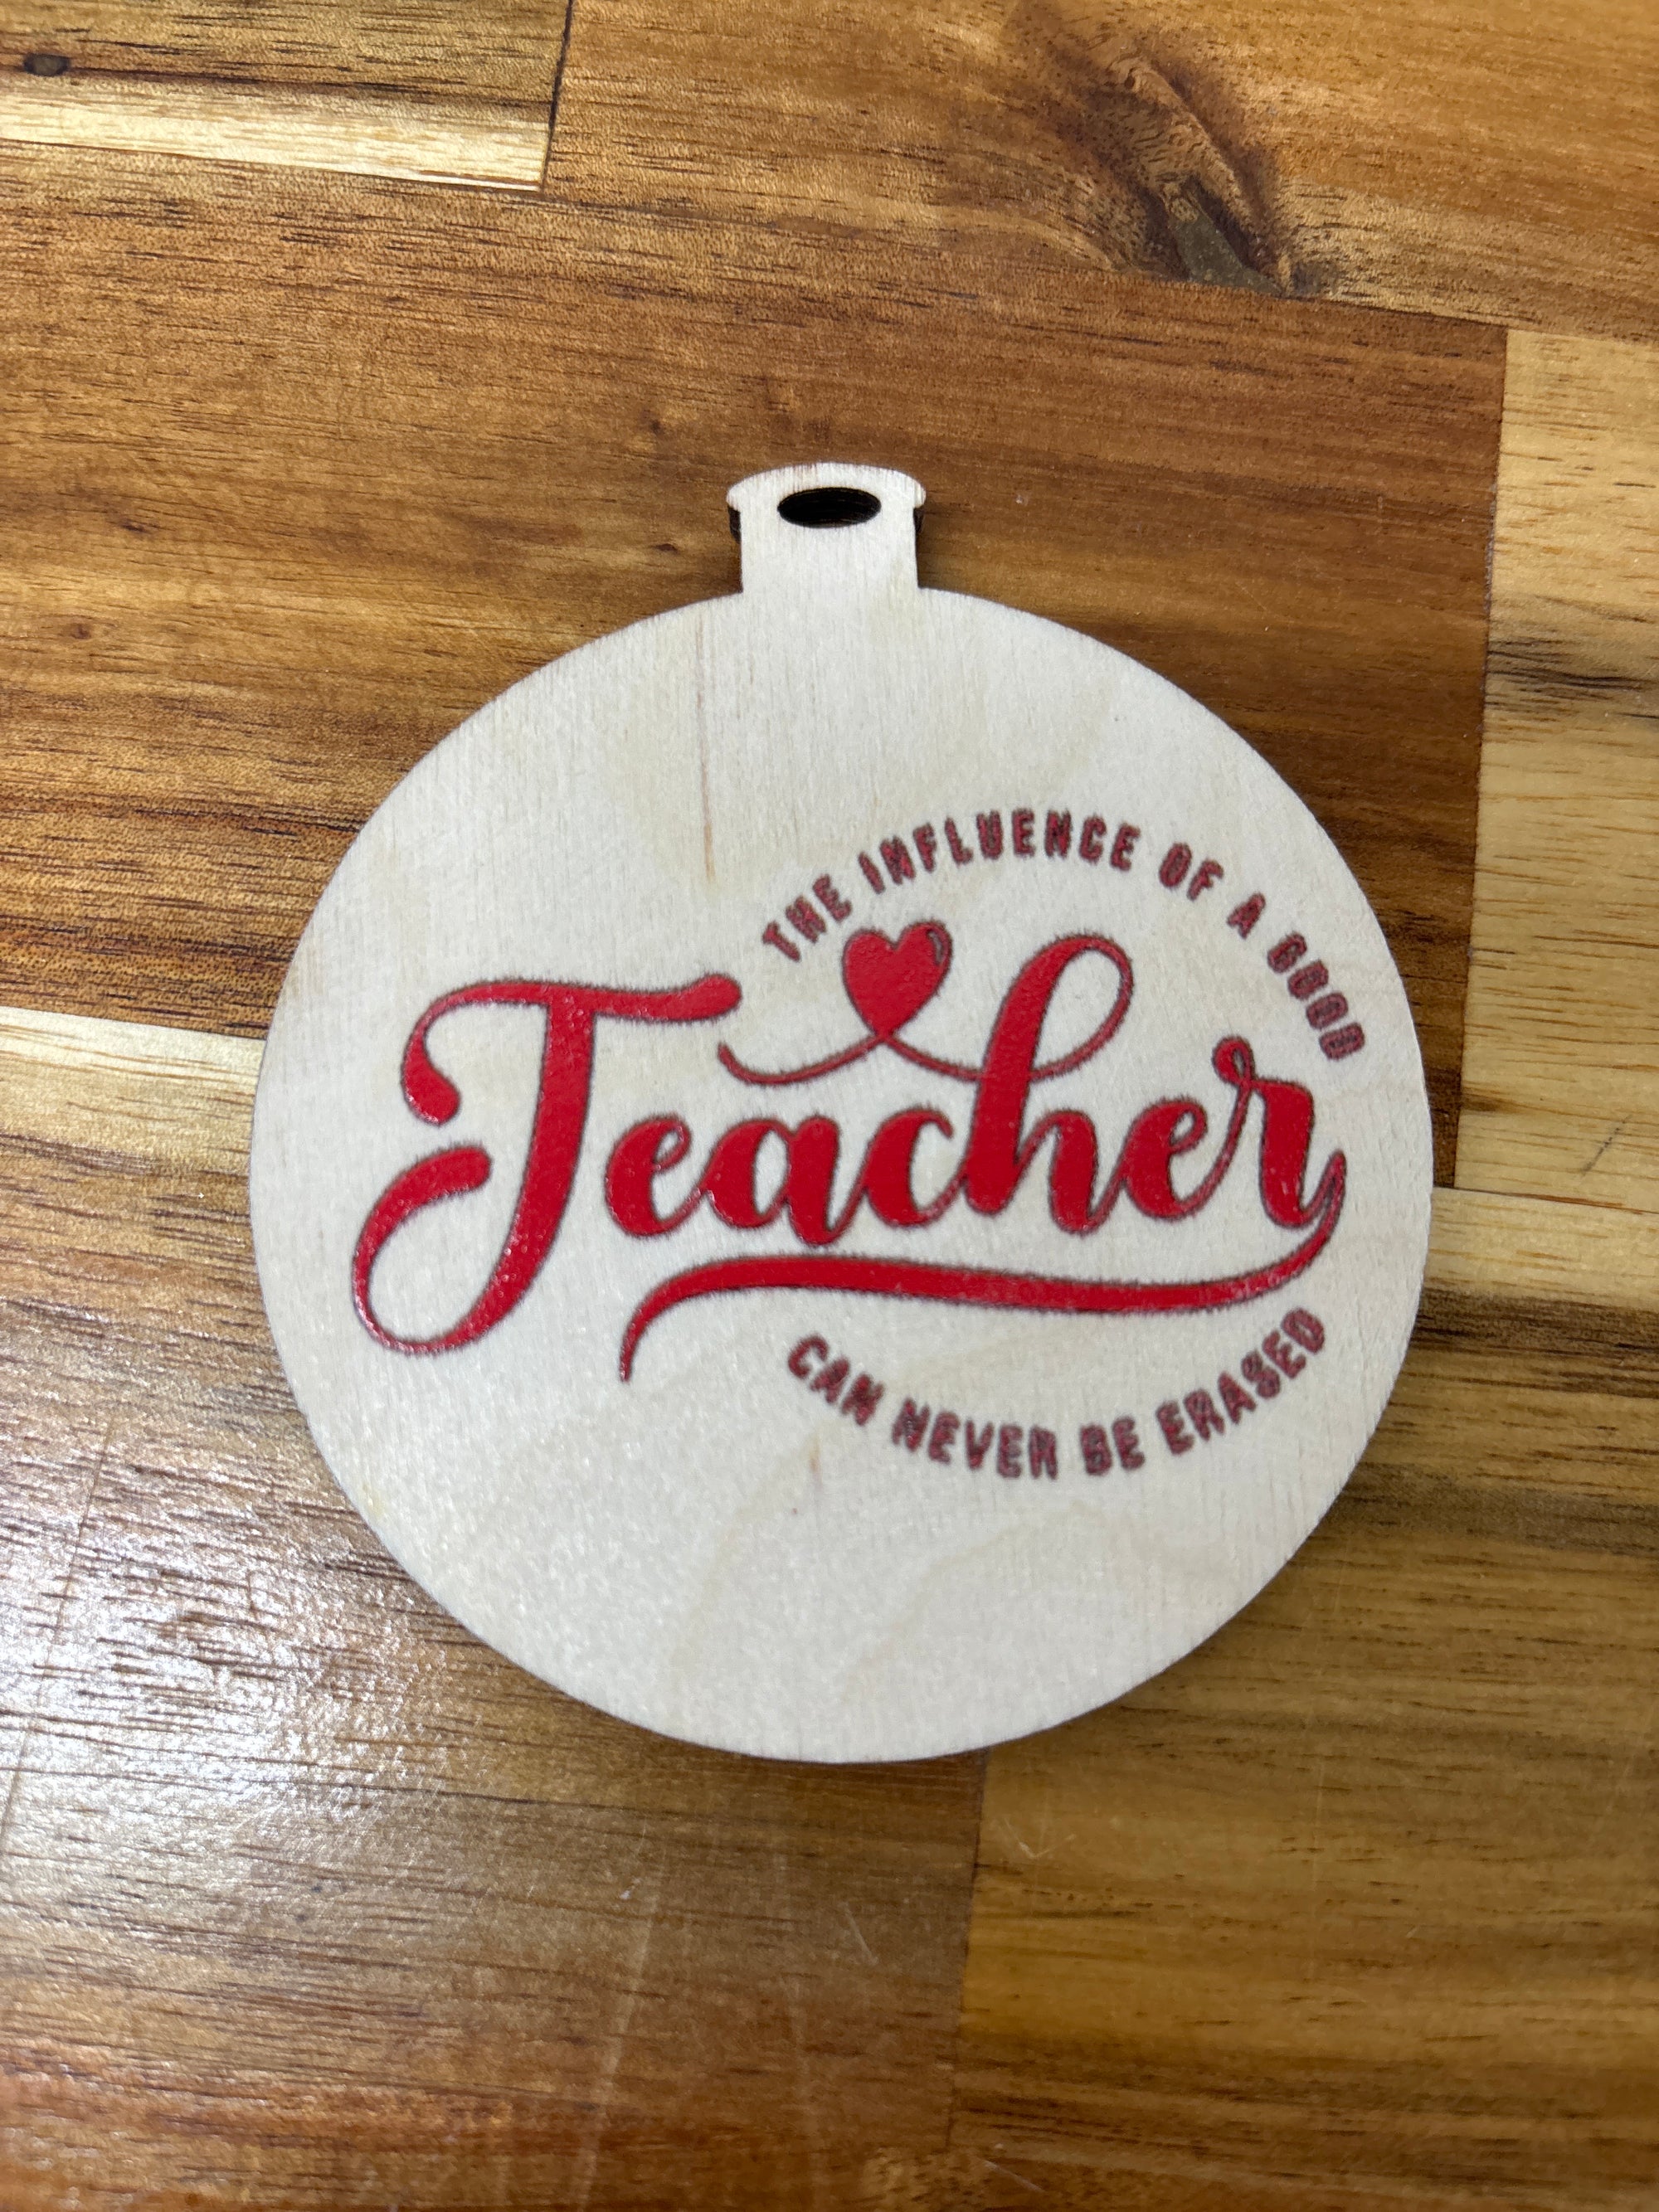 THE INFLUENCE OF A GOOD
Teacher
CAN NEVER BE ERASED